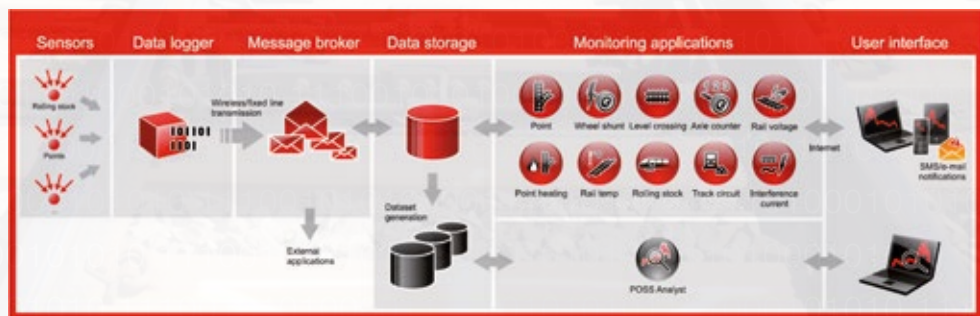 Sensors
Data logger
Message broker
Data storage
Monitoring applications
User interface
Rolling stock
Points
...
Wireless/fixed line
transmission
External
applications
Dataset
generation
Point
Wheel shunt
Level crossing
Axle counter
Rail voltage
Point heating
Rail temp
Rolling stock
Track circuit
Interference
current
POSS Analyst
Internet
SMS/e-mail
notifications